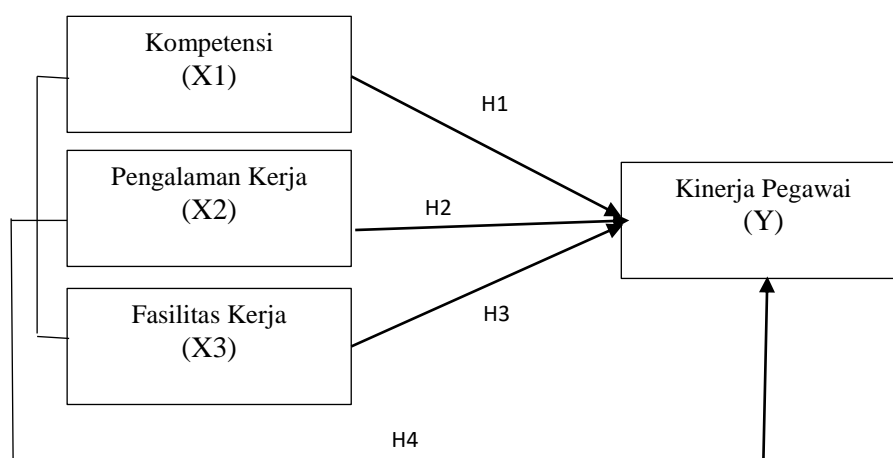 Kompetensi
(X1)
H1
Pengalaman Kerja
(X2)
H2
Kinerja Pegawai
(Y)
Fasilitas Kerja
(X3)
H3
H4